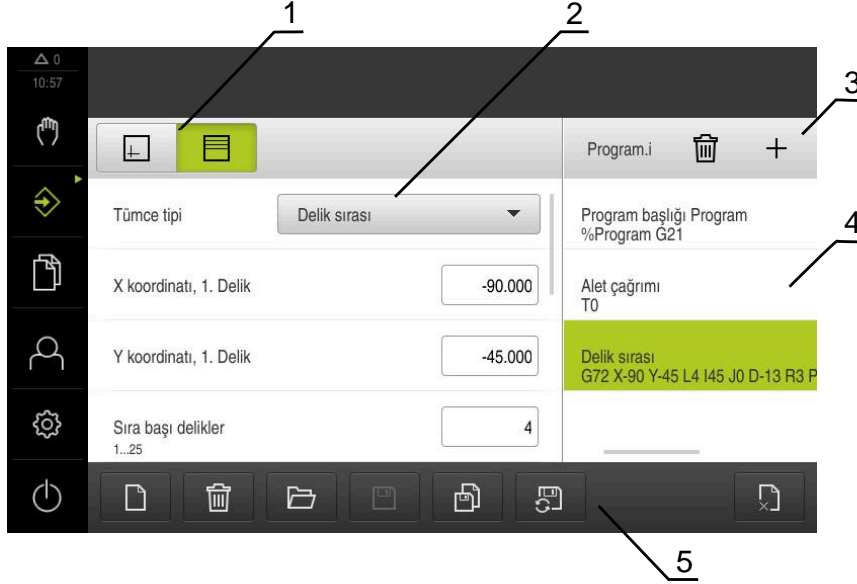 1
2
3
4
5
0
10:57
Program.i
Tümce tipi
Delik sırası
X koordinatı, 1. Delik
-90.000
Y koordinatı, 1. Delik
-45.000
Sıra başı delikler
1...25
4
Program başlığı Program
%Program G21
Alet çağrımı
T0
Delik sırası
G72 X-90 Y-45 L4 I45 J0 D-13 R3 P